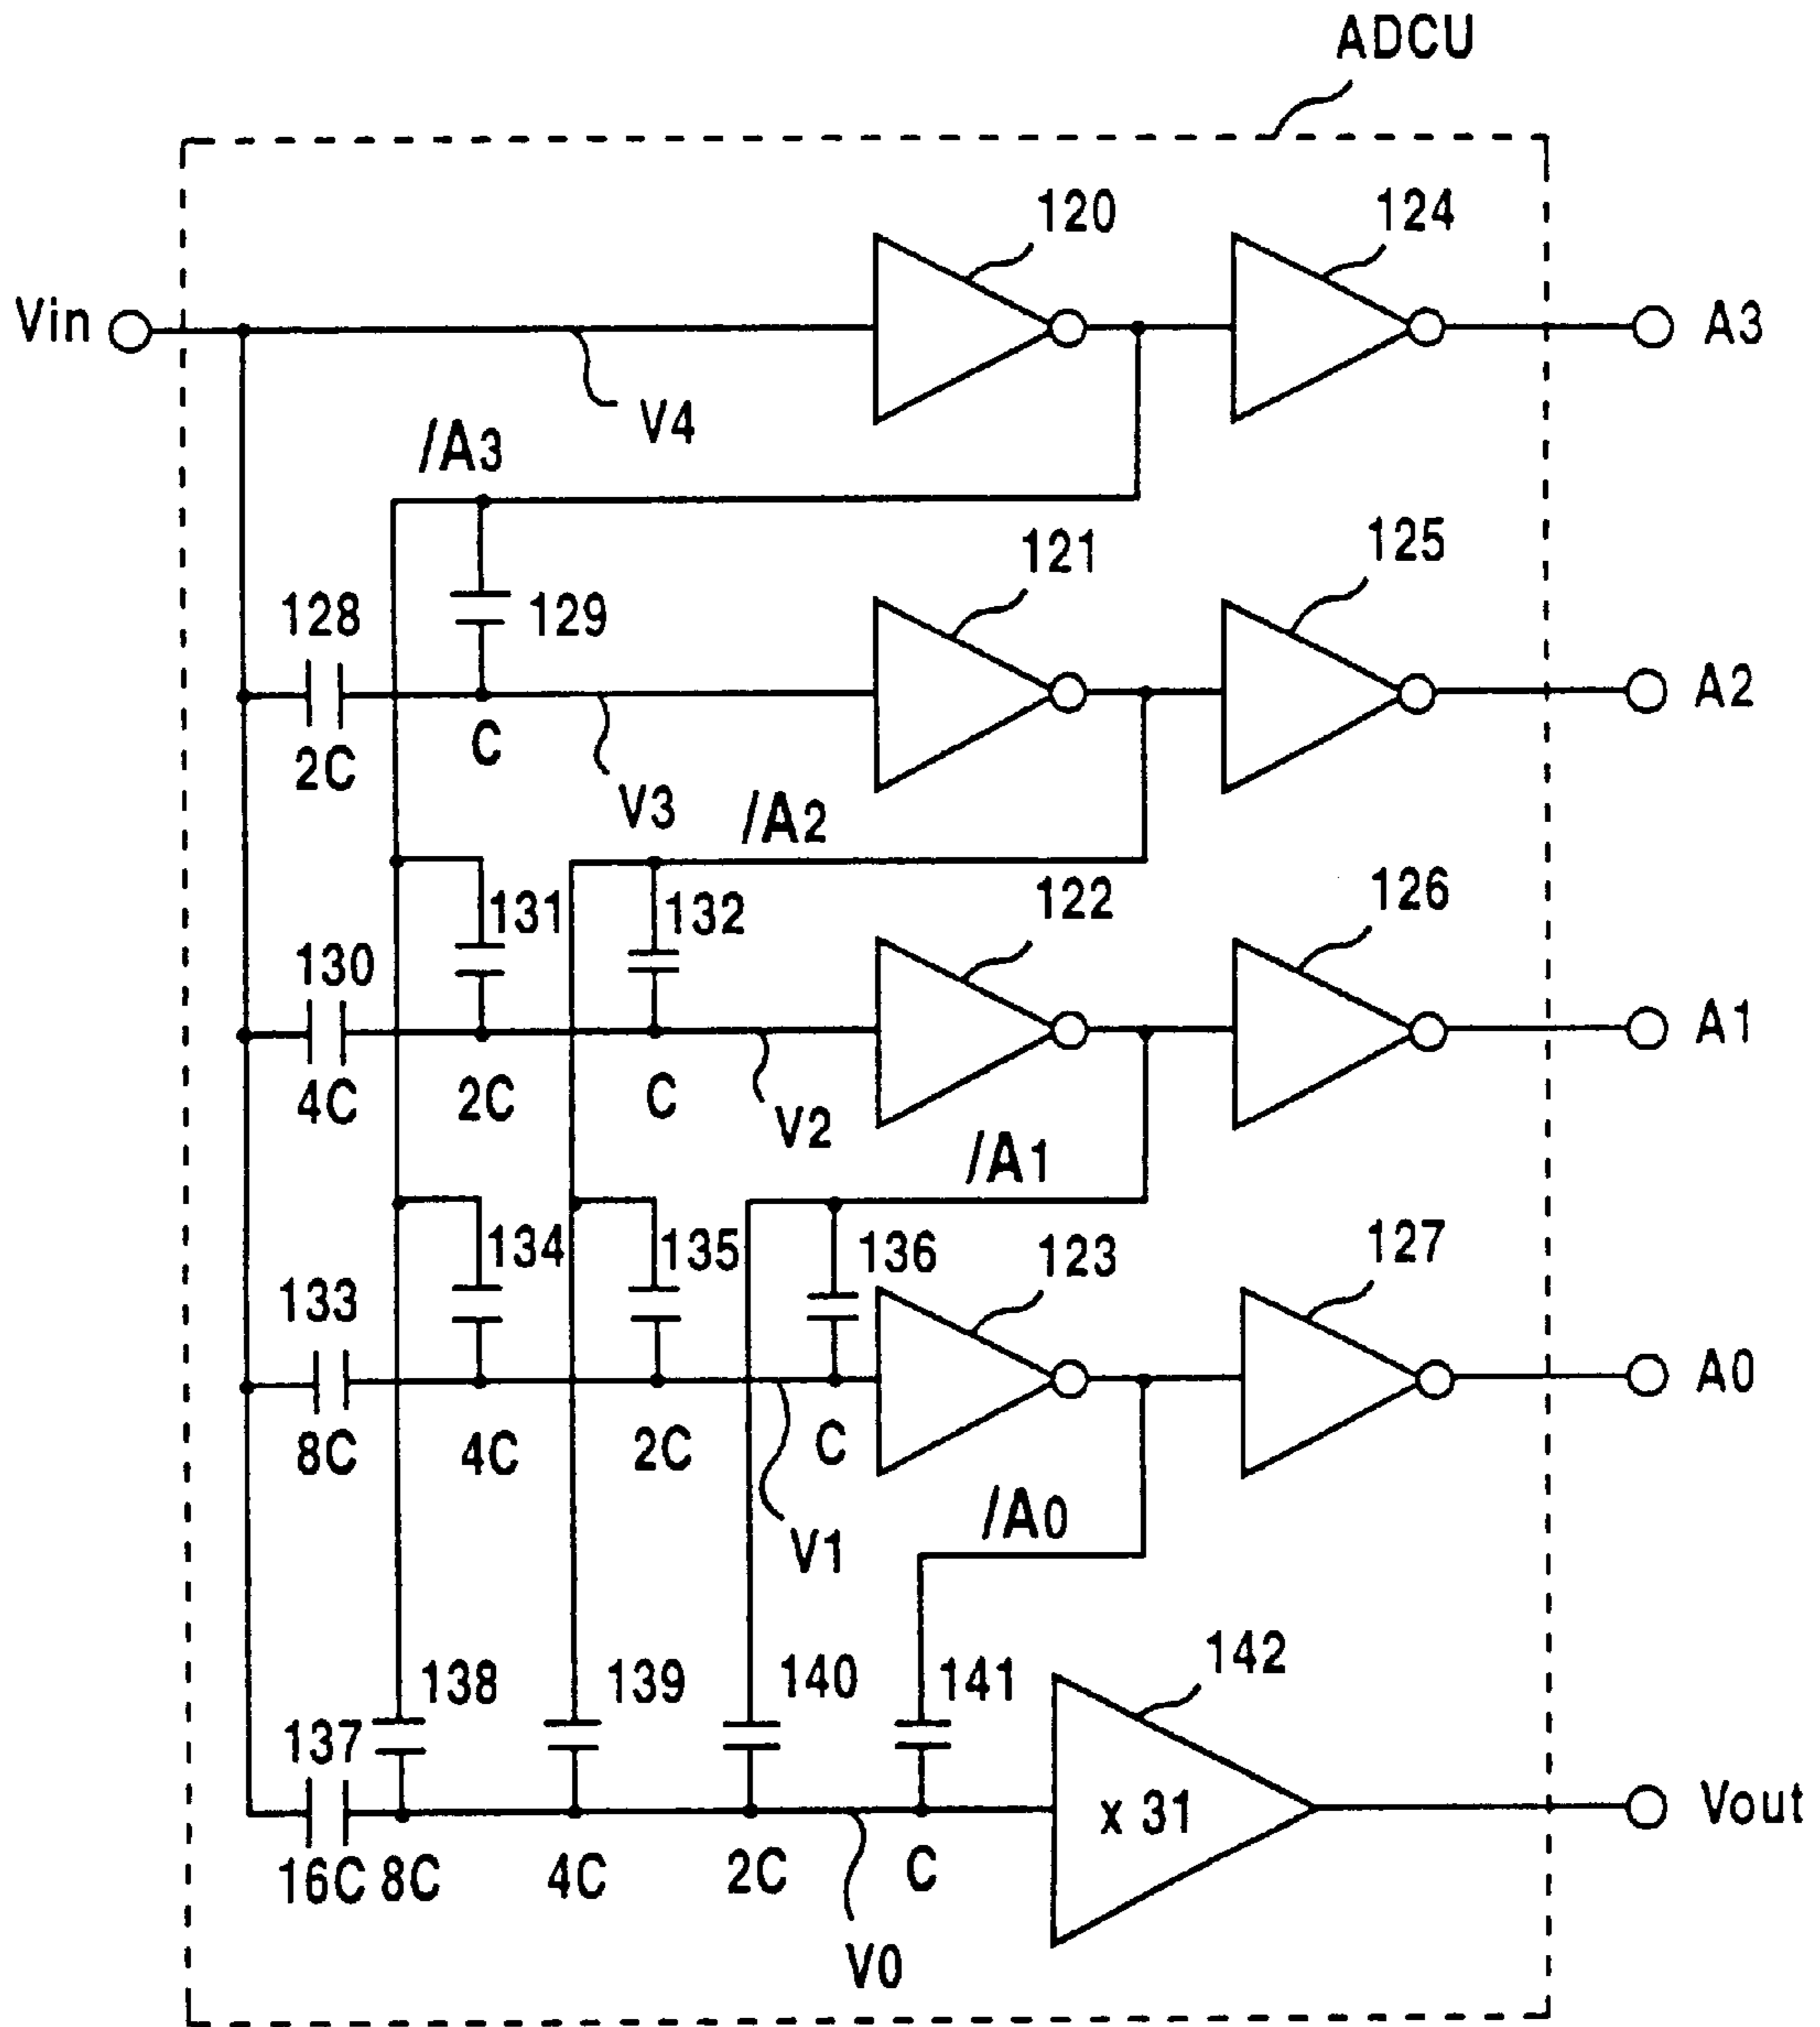 ADCU
120
124
Vin
A3
V4
/A3
121
125
128
129
A2
2C
C
V3
/A2
122
126
131
132
130
A1
4C
2C
C
V2
/A1
134
135
136
123
127
133
A0
8C
4C
2C
C
V1
/A0
142
138
139
140
141
137
x 31
Vout
16C
8C
4C
2C
C
V0